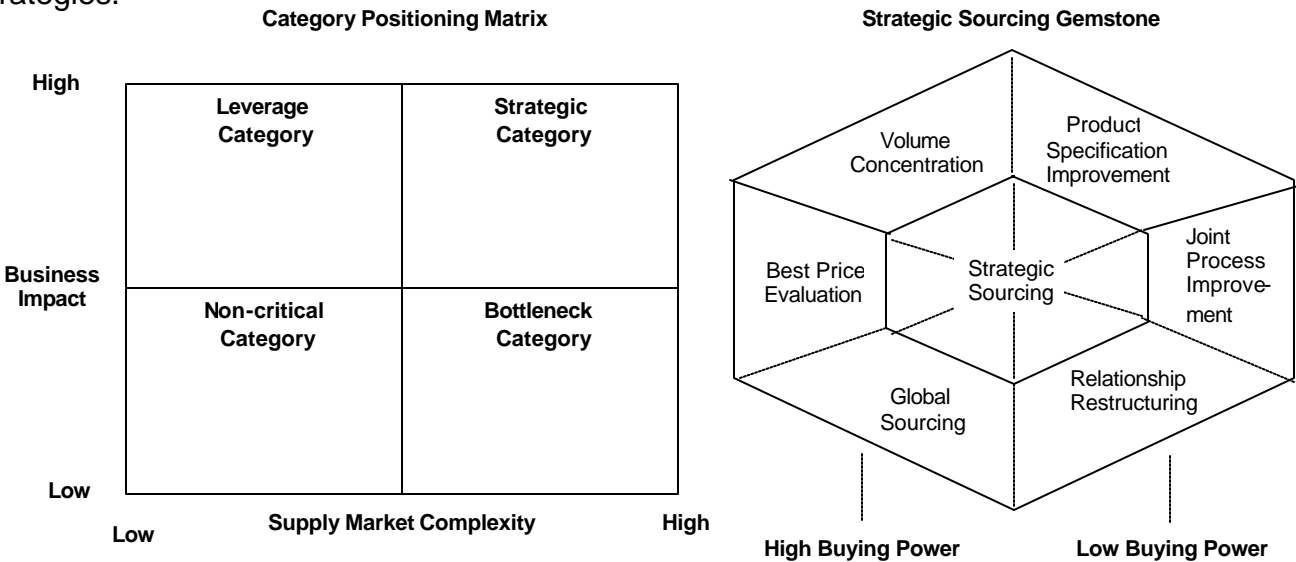 Category Positioning Matrix
High
Leverage
Category
Strategic
Category
Business
Impact
Non-critical
Category
Bottleneck
Category
Low
Low
Supply Market Complexity
High
Strategic Sourcing Gemstone
Volume
Concentration
Product
Specification
Improvement
Best Price
Evaluation
Strategic
Sourcing
Joint
Process
Improve-
ment
Global
Sourcing
Relationship
Restructuring
High Buying Power
Low Buying Power